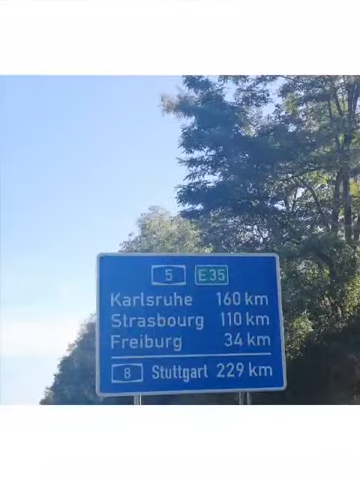 5 E35
Karlsruhe 160 km
Strasbourg 110 km
Freiburg 34 km
8 Stuttgart 229 km